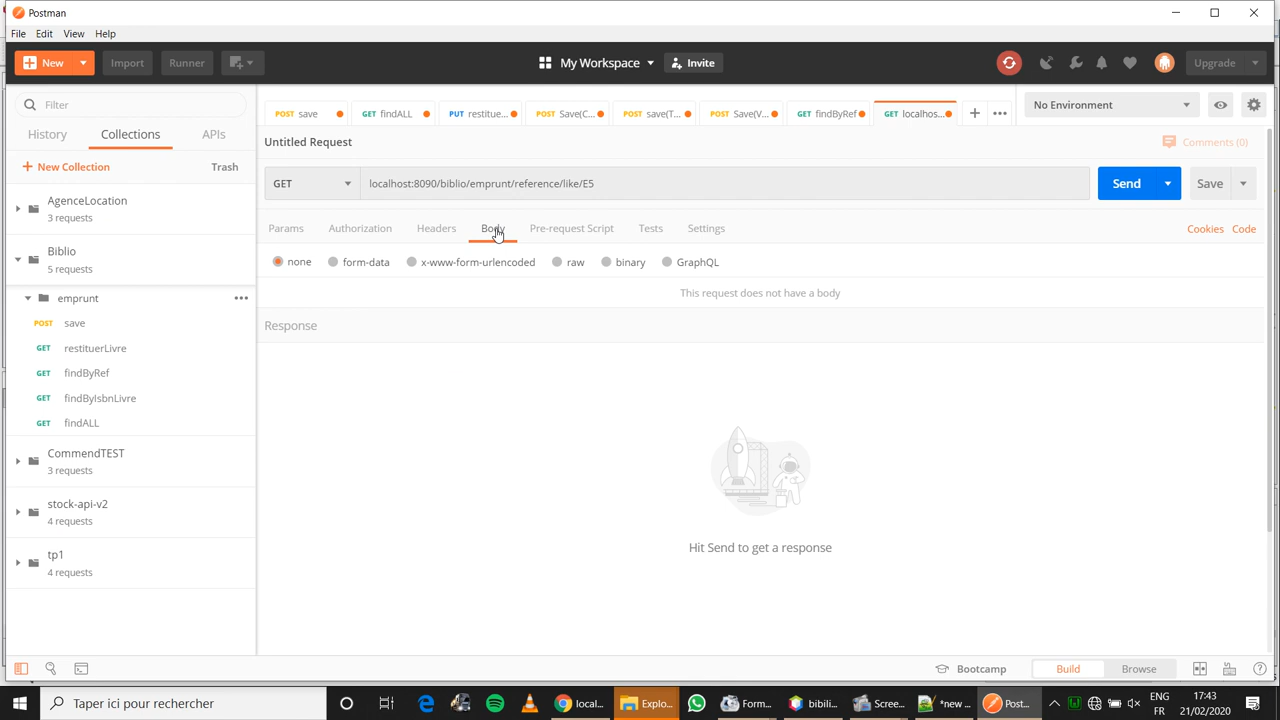 Postman
File Edit View Help
New Import Runner My Workspace Invite Upgrade
Filter
History Collections APIs
New Collection Trash
AgenceLocation
3 requests
Biblio
5 requests
emprunt
POST save
GET restituerLivre
GET findByRef
GET findByIsbnLivre
GET findALL
CommendTEST
3 requests
stock-api-v2
4 requests
tp1
4 requests
POST save GET findALL PUT restitue... POST Save(C... POST save(T... POST Save(V... GET findByRef GET localhos...
No Environment
Untitled Request
Comments (0)
GET localhost:8090/biblio/emprunt/reference/like/E5 Send Save
Params Authorization Headers Body Pre-request Script Tests Settings Cookies Code
none form-data x-www-form-urlencoded raw binary GraphQL
This request does not have a body
Response
Hit Send to get a response
Bootcamp Build Browse
Taper ici pour rechercher
local... Explo... Form... bibili... Scree... *new ... Post...
ENG
FR
17:43
21/02/2020